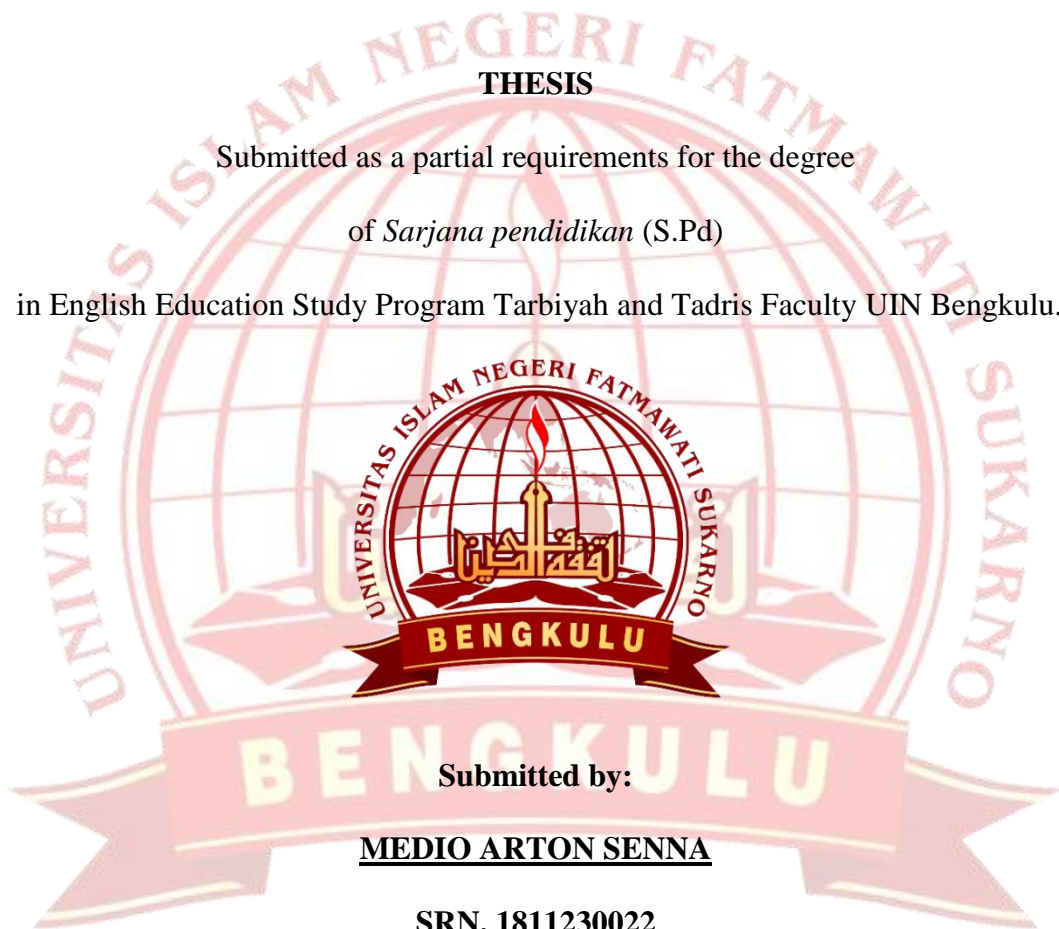 THESIS
Submitted as a partial requirements for the degree
of Sarjana pendidikan (S.Pd)
in English Education Study Program Tarbiyah and Tadris Faculty UIN Bengkulu.
UNIVERSITAS ISLAM NEGERI FATMAWATI SUKARNO
BENGKULU
UNIVERSITAS ISLAM NEGERI FATMAWATI SUKARNO
BENGKULU
Submitted by:
MEDIO ARTON SENNA
SRN. 1811230022